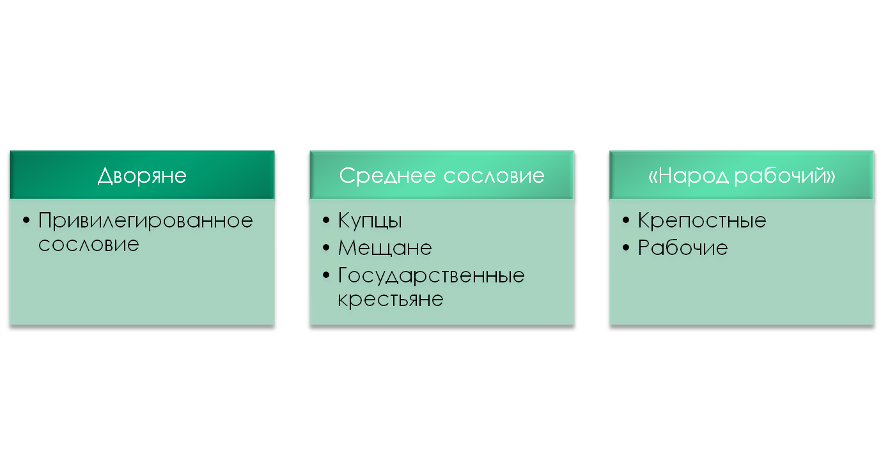 Дворяне
• Привилегированное
сословие
Среднее сословие
• Купцы
• Мещане
• Государственные
крестьяне
«Народ рабочий»
• Крепостные
• Рабочие